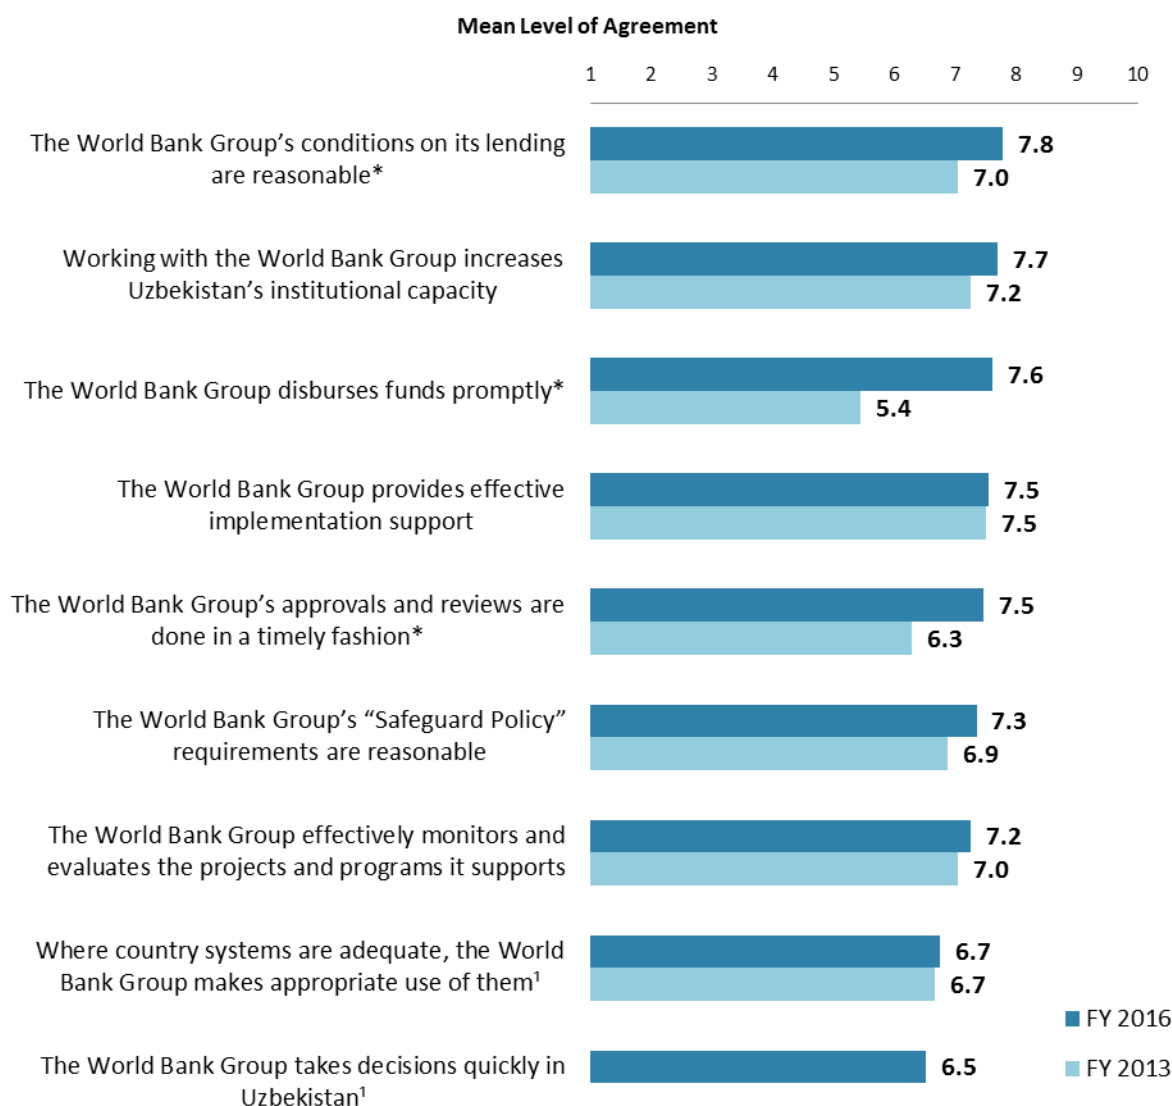 Mean Level of Agreement
1 2 3 4 5 6 7 8 9 10
The World Bank Group’s conditions on its lending
are reasonable*
7.8
7.0
Working with the World Bank Group increases
Uzbekistan’s institutional capacity
7.7
7.2
The World Bank Group disburses funds promptly*
7.6
5.4
The World Bank Group provides effective
implementation support
7.5
7.5
The World Bank Group’s approvals and reviews are
done in a timely fashion*
7.5
6.3
The World Bank Group’s “Safeguard Policy”
requirements are reasonable
7.3
6.9
The World Bank Group effectively monitors and
evaluates the projects and programs it supports
7.2
7.0
Where country systems are adequate, the World
Bank Group makes appropriate use of them¹
6.7
6.7
The World Bank Group takes decisions quickly in
Uzbekistan¹
6.5
FY 2016
FY 2013